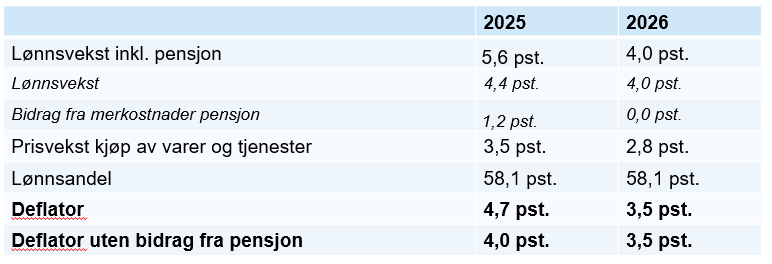 2025 2026
Lønnsvekst inkl. pensjon 5,6 pst. 4,0 pst.
Lønnsvekst 4,4 pst. 4,0 pst.
Bidrag fra merkostnader pensjon 1,2 pst. 0,0 pst.
Prisvekst kjøp av varer og tjenester 3,5 pst. 2,8 pst.
Lønnsandel 58,1 pst. 58,1 pst.
Deflator 4,7 pst. 3,5 pst.
Deflator uten bidrag fra pensjon 4,0 pst. 3,5 pst.